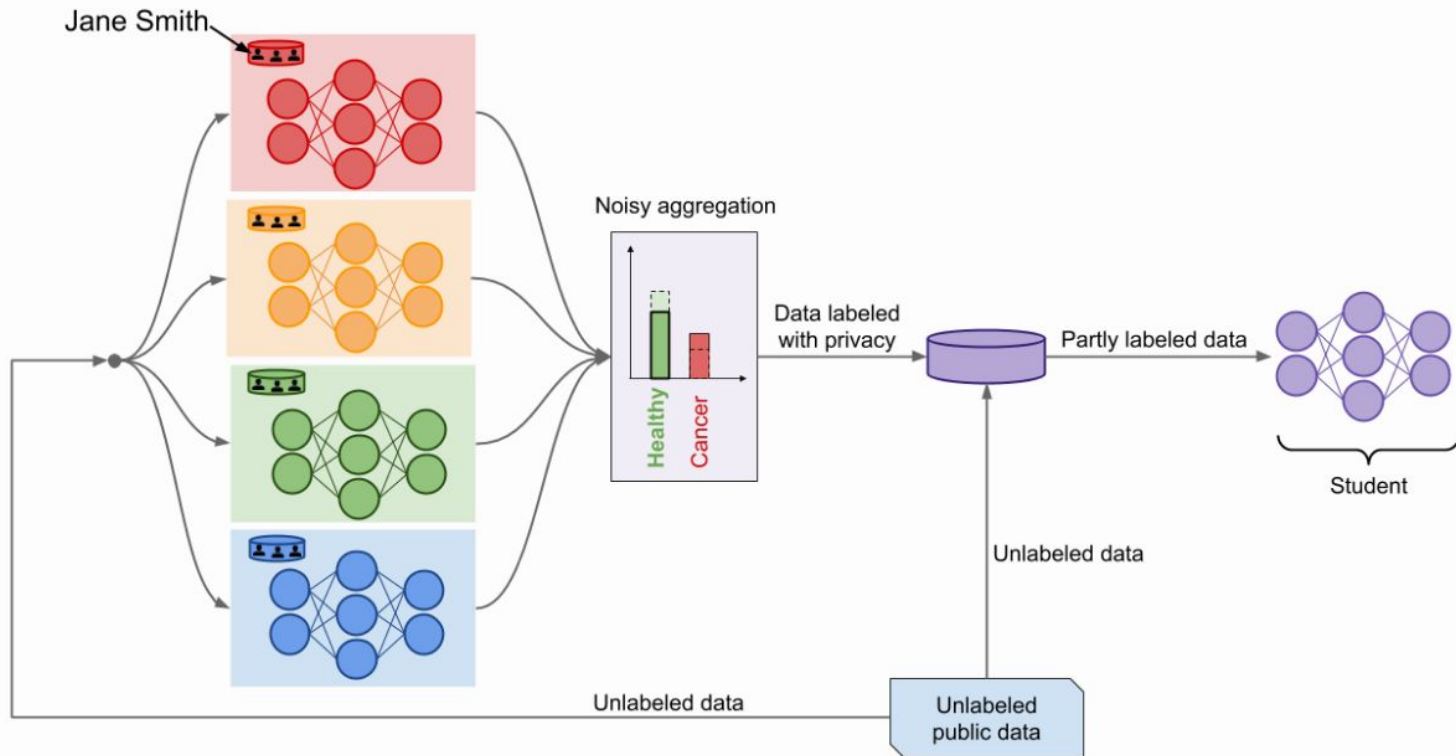 Jane Smith
Noisy aggregation
Healthy
Cancer
Data labeled
with privacy
Partly labeled data
Student
Unlabeled data
Unlabeled data
Unlabeled
public data